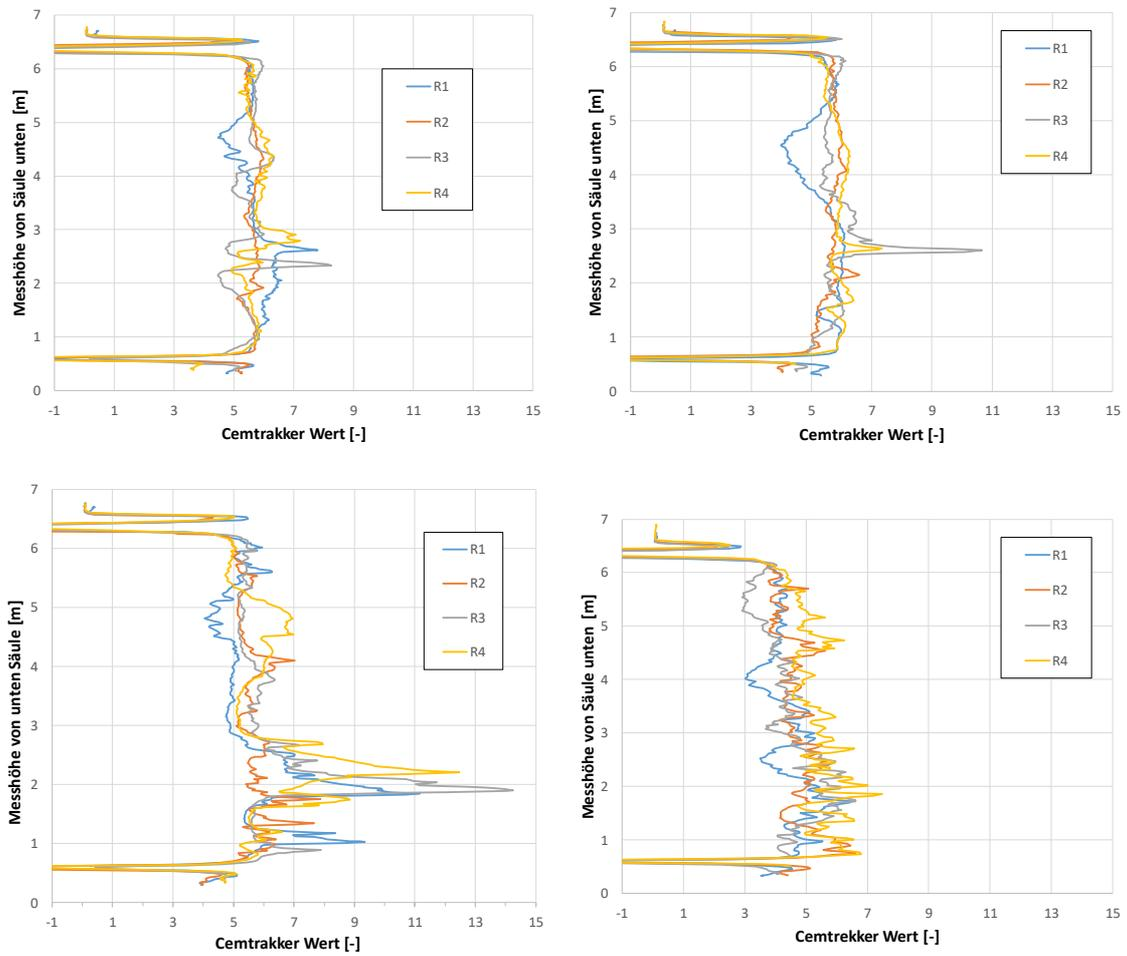 7
6
5
4
3
2
1
0
Messhöhe von Säule unten [m]
R1
R2
R3
R4
-1 1 3 5 7 9 11 13 15
Cemtrakker Wert [-]
7
6
5
4
3
2
1
0
Messhöhe von Säule unten [m]
R1
R2
R3
R4
-1 1 3 5 7 9 11 13 15
Cemtrakker Wert [-]
7
6
5
4
3
2
1
0
Messhöhe von unten Säule [m]
R1
R2
R3
R4
-1 1 3 5 7 9 11 13 15
Cemtrakker Wert [-]
7
6
5
4
3
2
1
0
Messhöhe von Säule unten [m]
R1
R2
R3
R4
-1 1 3 5 7 9 11 13 15
Cemtrekker Wert [-]